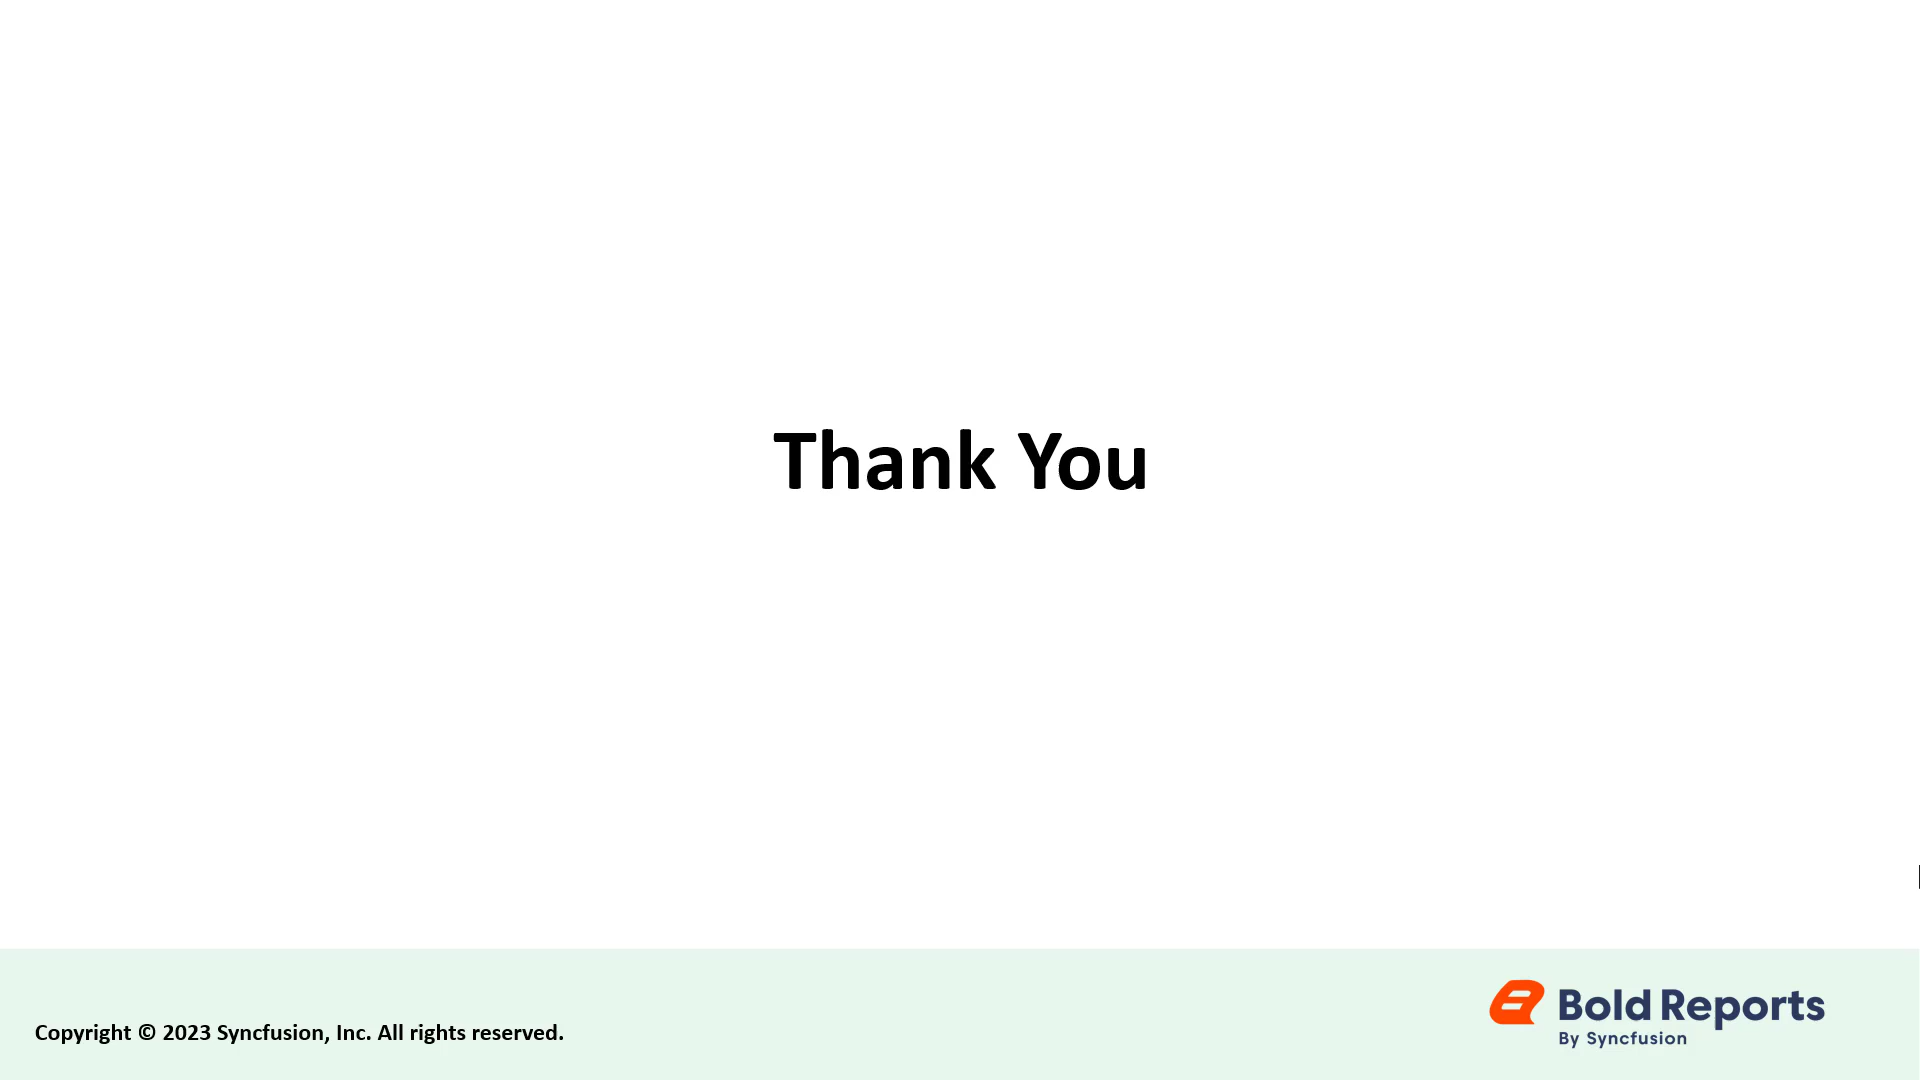 Thank You
Copyright © 2023 Syncfusion, Inc. All rights reserved.
Bold Reports
By Syncfusion